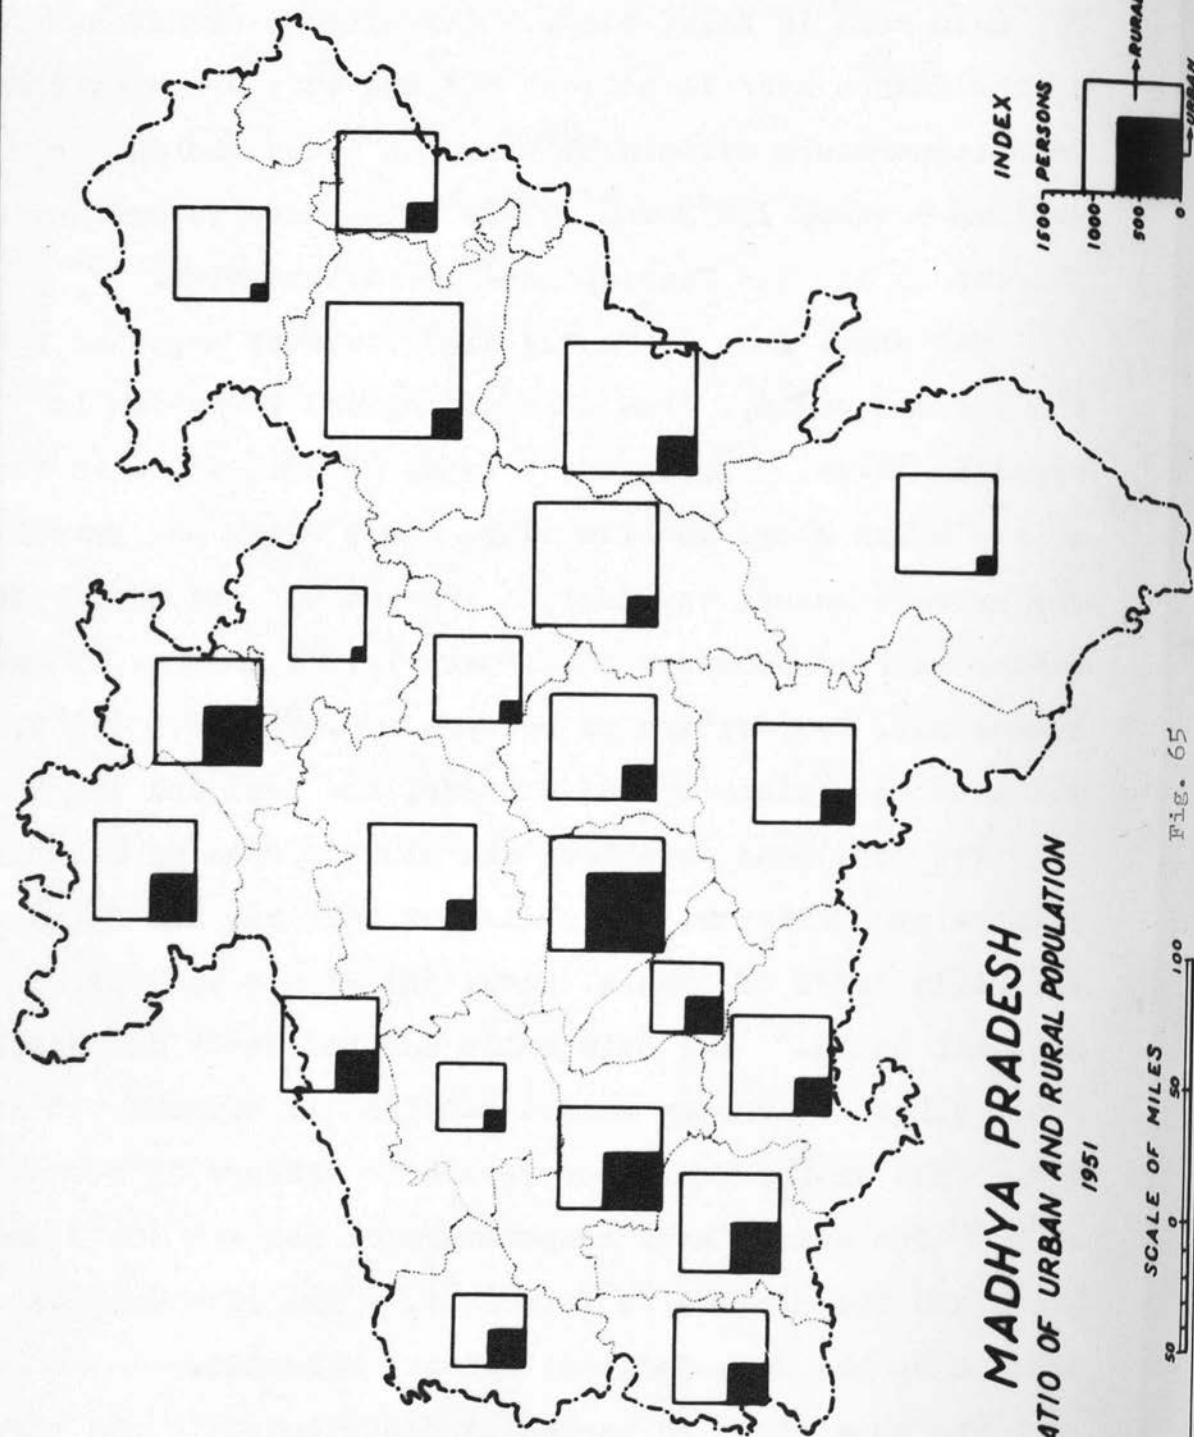 MADHYA PRADESH
RATIO OF URBAN AND RURAL POPULATION
1951
SCALE OF MILES
50 0 50 100
INDEX
PERSONS
1500
1000
500
0
RURAL
URBAN
Fig. 65